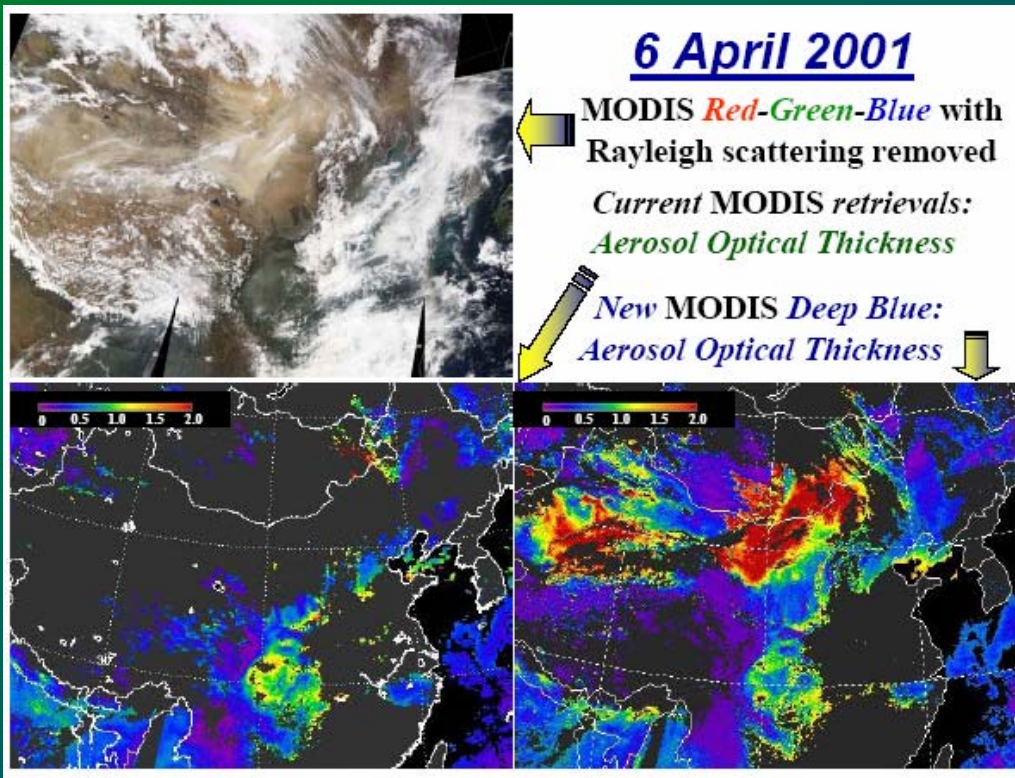 6 April 2001
MODIS Red-Green-Blue with
Rayleigh scattering removed
Current MODIS retrievals:
Aerosol Optical Thickness
New MODIS Deep Blue:
Aerosol Optical Thickness
0 0.5 1.0 1.5 2.0
0 0.5 1.0 1.5 2.0